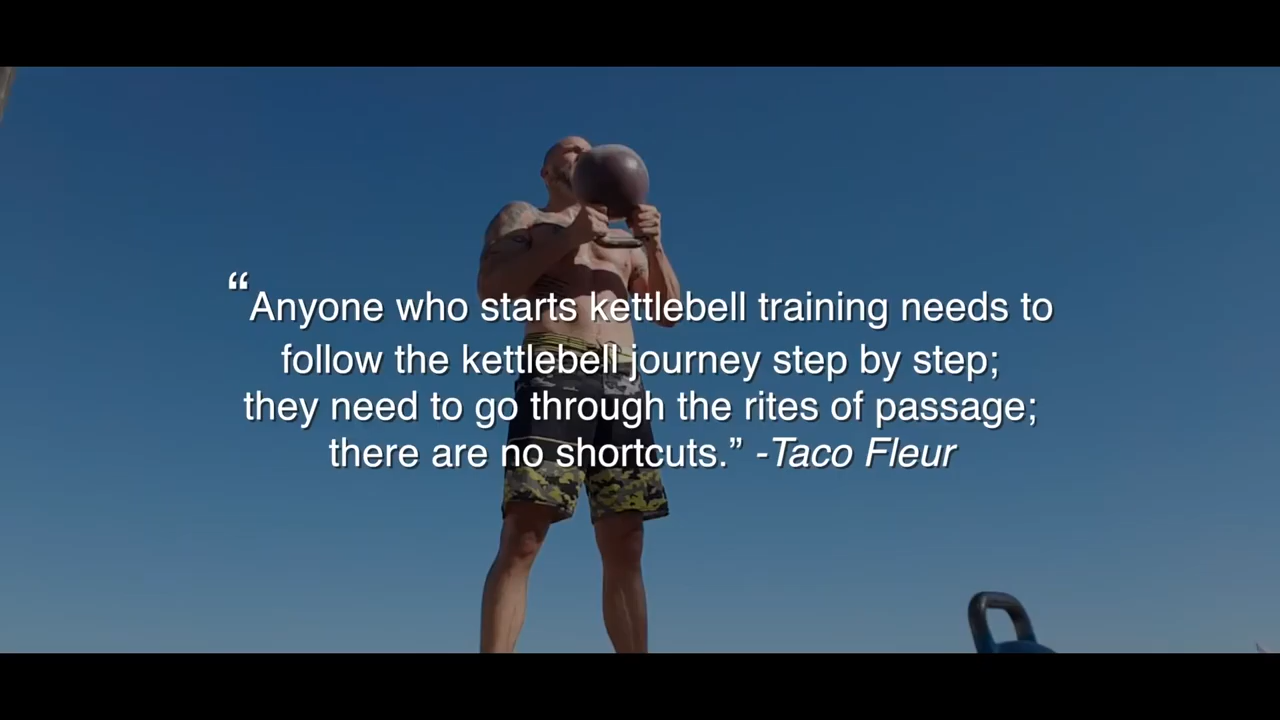 “Anyone who starts kettlebell training needs to
follow the kettlebell journey step by step;
they need to go through the rites of passage;
there are no shortcuts.” -Taco Fleur